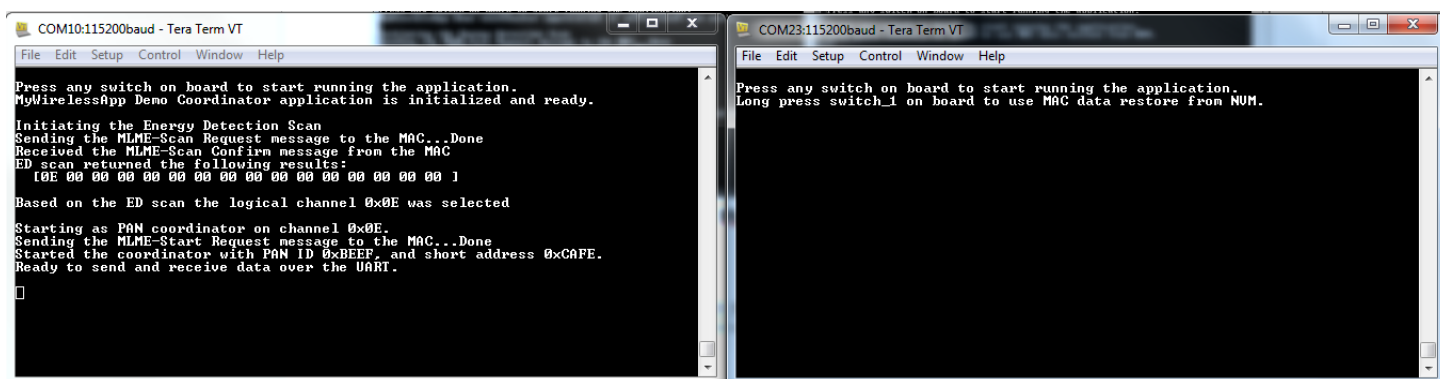 COM10:115200baud - Tera Term VT
File Edit Setup Control Window Help
Press any switch on board to start running the application.
MyWirelessApp Demo Coordinator application is initialized and ready.
Initiating the Energy Detection Scan
Sending the MLME-Scan Request message to the MAC...Done
Received the MLME-Scan Confirm message from the MAC
ED scan returned the following results:
[0E 00 00 00 00 00 00 00 00 00 00 00 00 00 00 00 ]
Based on the ED scan the logical channel 0x0E was selected
Starting as PAN coordinator on channel 0x0E.
Sending the MLME-Start Request message to the MAC...Done
Started the coordinator with PAN ID 0xBEEF, and short address 0xCAFE.
Ready to send and receive data over the UART.
COM23:115200baud - Tera Term VT
File Edit Setup Control Window Help
Press any switch on board to start running the application.
Long press switch_1 on board to use MAC data restore from NVM.